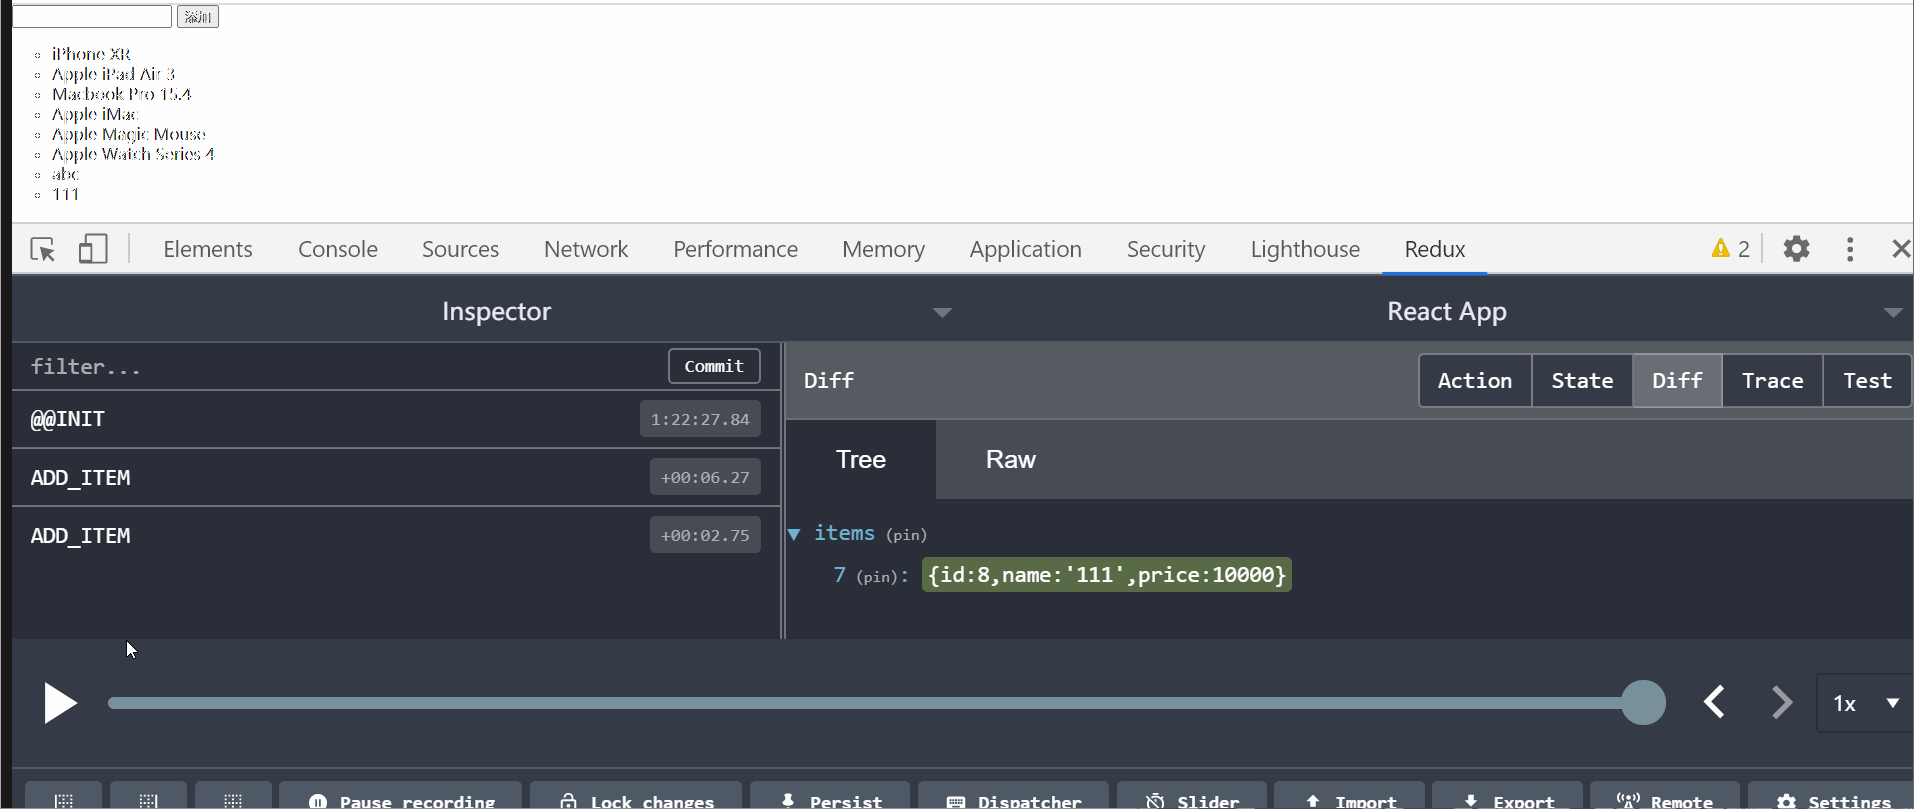 添加
iPhone XR
Apple iPad Air 3
Macbook Pro 15.4
Apple iMac
Apple Magic Mouse
Apple Watch Series 4
abc
111
Elements Console Sources Network Performance Memory Application Security Lighthouse Redux 2
Inspector React App
filter... Commit
@@INIT 1:22:27.84
ADD_ITEM +00:06.27
ADD_ITEM +00:02.75
Diff Action State Diff Trace Test
Tree Raw
items (pin)
7 (pin): {id:8,name:'111',price:10000}
1x
Pause recording Lock changes Persist Dispatcher Slider Import Export Remote Settings